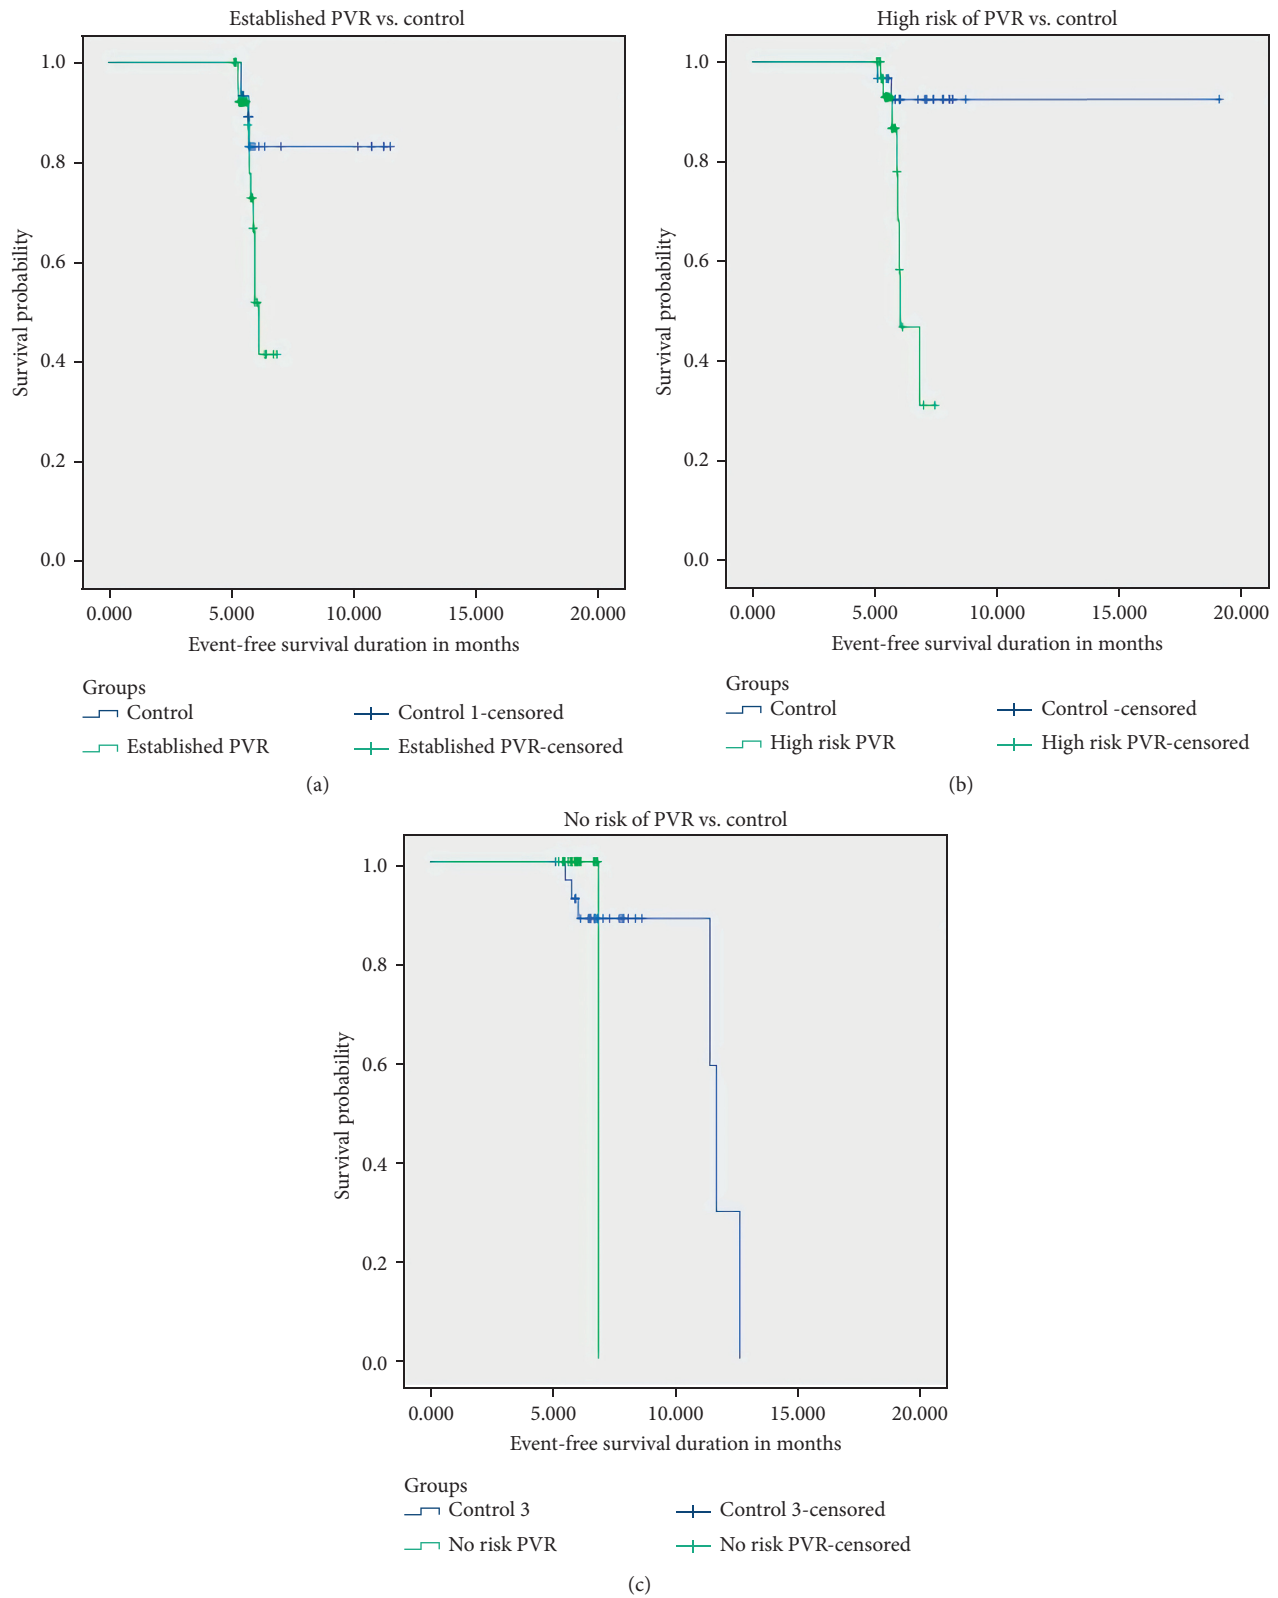 Established PVR vs. control
1.0
0.8
0.6
0.4
0.2
0.0
Survival probability
0.000 5.000 10.000 15.000 20.000
Event-free survival duration in months
Groups
Control Control 1-censored
Established PVR Established PVR-censored
(a)
High risk of PVR vs. control
1.0
0.8
0.6
0.4
0.2
0.0
Survival probability
0.000 5.000 10.000 15.000 20.000
Event-free survival duration in months
Groups
Control Control -censored
High risk PVR High risk PVR-censored
(b)
No risk of PVR vs. control
1.0
0.8
0.6
0.4
0.2
0.0
Survival probability
0.000 5.000 10.000 15.000 20.000
Event-free survival duration in months
Groups
Control 3 Control 3-censored
No risk PVR No risk PVR-censored
(c)